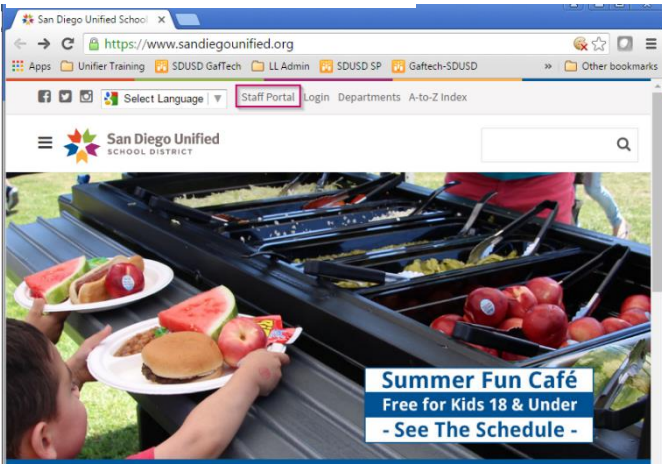 San Diego Unified School
https://www.sandiegounified.org
Apps Unifier Training SDUSD GafTech LL Admin SDUSD SP Gaftech-SDUSD » Other bookmarks
Select Language Staff Portal Login Departments A-to-Z Index
San Diego Unified
SCHOOL DISTRICT
Summer Fun Café
Free for Kids 18 & Under
- See The Schedule -